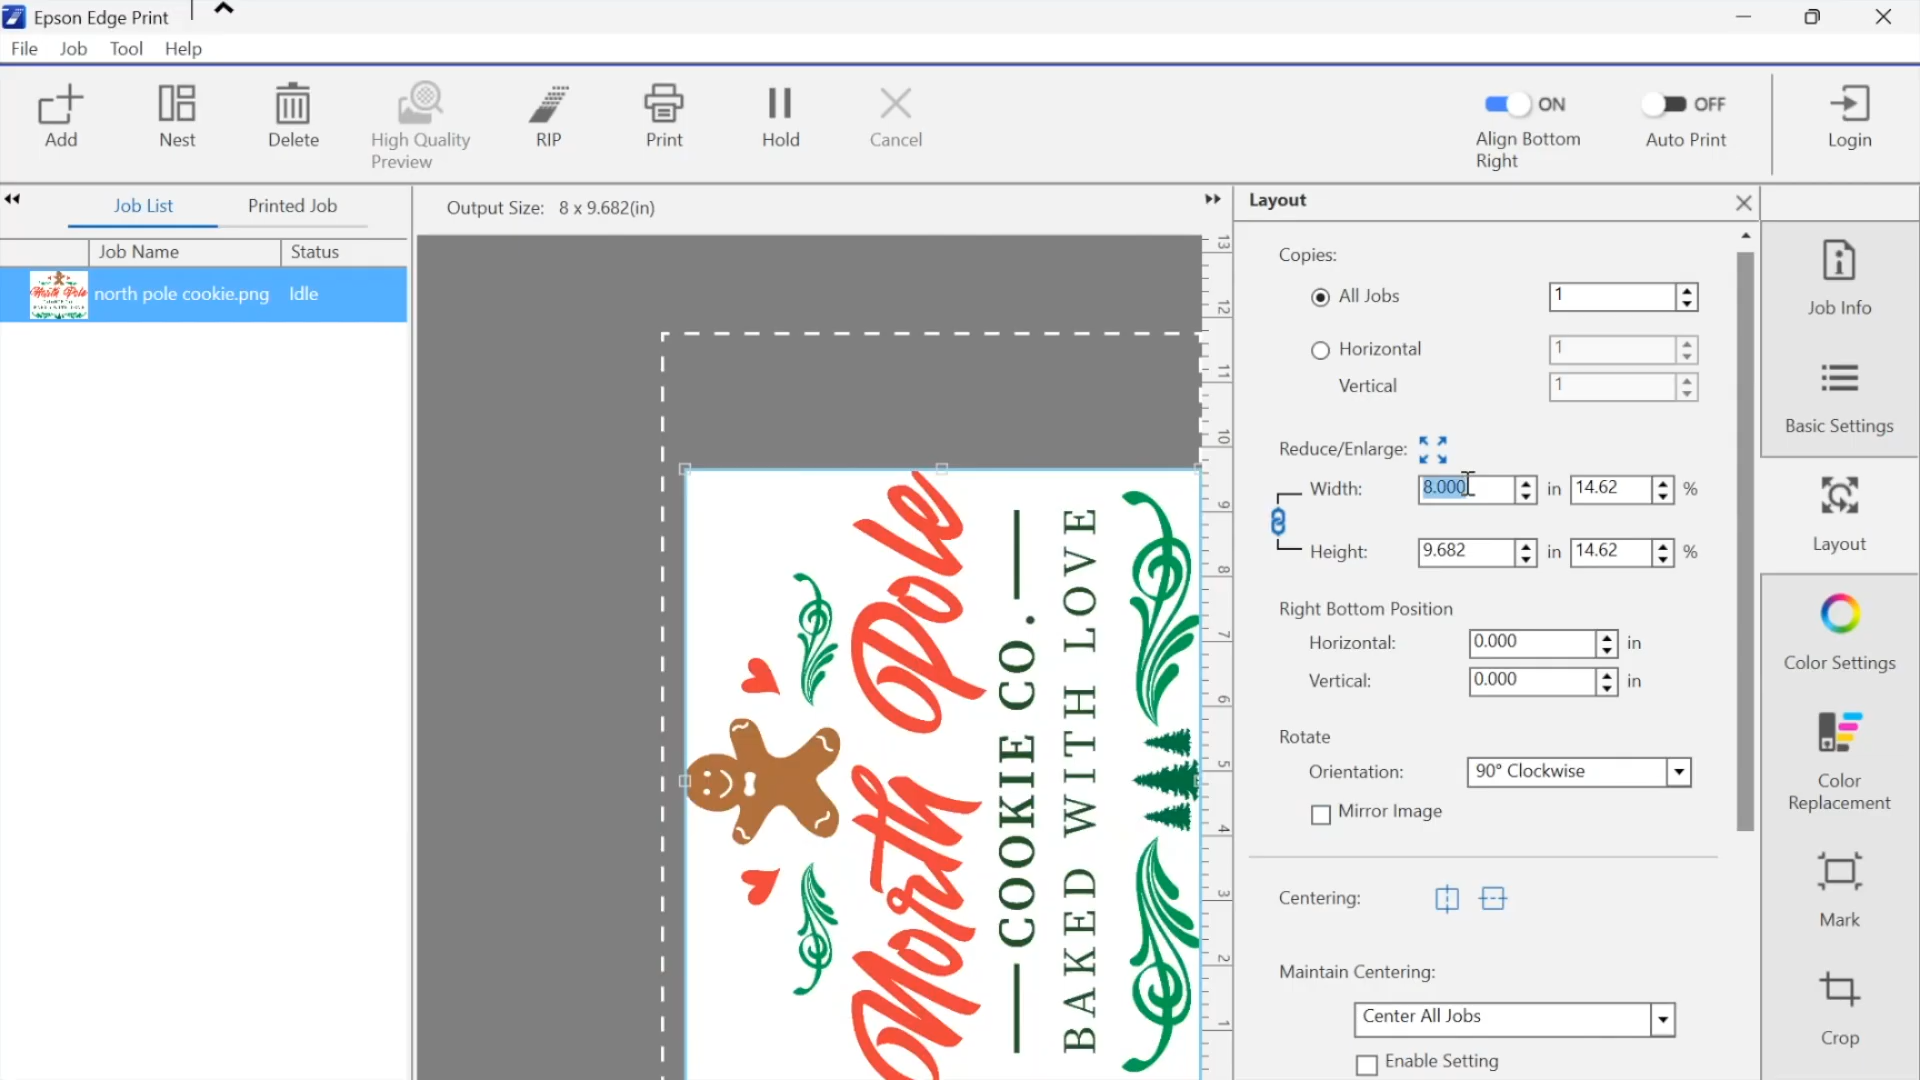 Epson Edge Print
File Job Tool Help
Add
Nest
Delete
High Quality
Preview
RIP
Print
Hold
Cancel
ON
Align Bottom
Right
OFF
Auto Print
Login
Job List Printed Job
Job Name Status
north pole cookie.png Idle
Output Size: 8 x 9.682(in)
13
12
11
10
9
8
7
6
5
4
3
2
1
North Pole
COOKIE CO.
BAKED WITH LOVE
Layout
Copies:
All Jobs 1
Horizontal 1
Vertical 1
Reduce/Enlarge:
Width: 8.000 in 14.62 %
Height: 9.682 in 14.62 %
Right Bottom Position
Horizontal: 0.000 in
Vertical: 0.000 in
Rotate
Orientation: 90° Clockwise
Mirror Image
Centering:
Maintain Centering:
Center All Jobs
Enable Setting
Job Info
Basic Settings
Layout
Color Settings
Color
Replacement
Mark
Crop